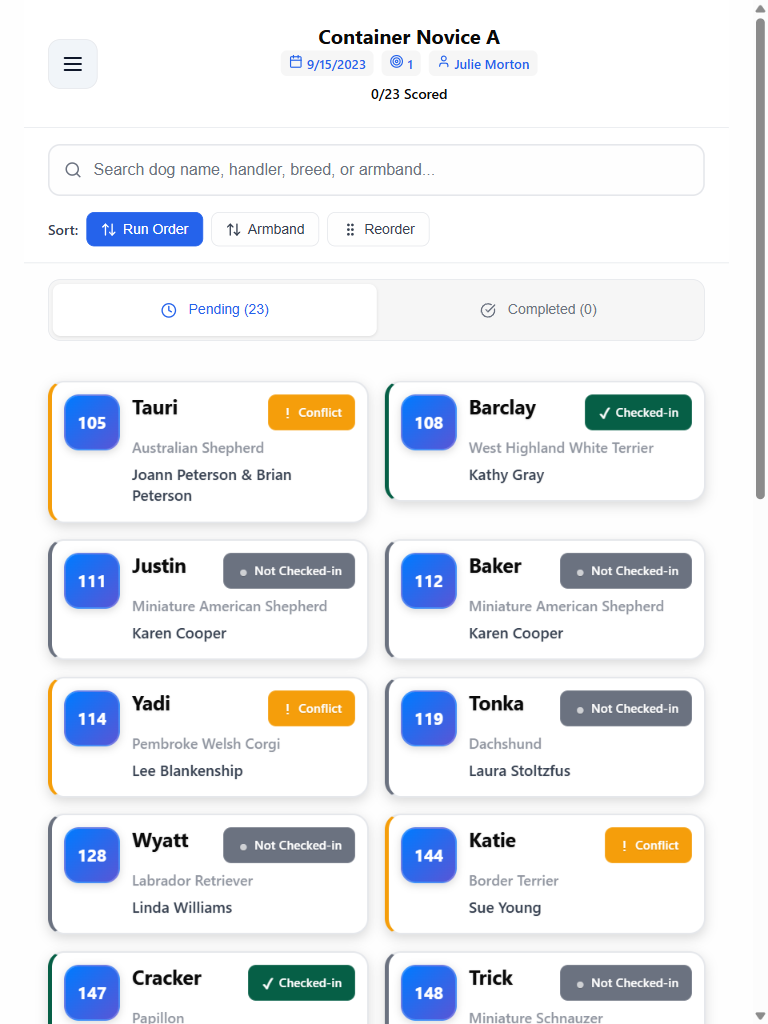 Container Novice A
9/15/2023 1 Julie Morton
0/23 Scored
Search dog name, handler, breed, or armband...
Sort: Run Order Armband Reorder
Pending (23) Completed (0)
105 Tauri ! Conflict
Australian Shepherd
Joann Peterson & Brian
Peterson
108 Barclay ✓ Checked-in
West Highland White Terrier
Kathy Gray
111 Justin ● Not Checked-in
Miniature American Shepherd
Karen Cooper
112 Baker ● Not Checked-in
Miniature American Shepherd
Karen Cooper
114 Yadi ! Conflict
Pembroke Welsh Corgi
Lee Blankenship
119 Tonka ● Not Checked-in
Dachshund
Laura Stoltzfus
128 Wyatt ● Not Checked-in
Labrador Retriever
Linda Williams
144 Katie ! Conflict
Border Terrier
Sue Young
147 Cracker ✓ Checked-in
Papillon
148 Trick ● Not Checked-in
Miniature Schnauzer